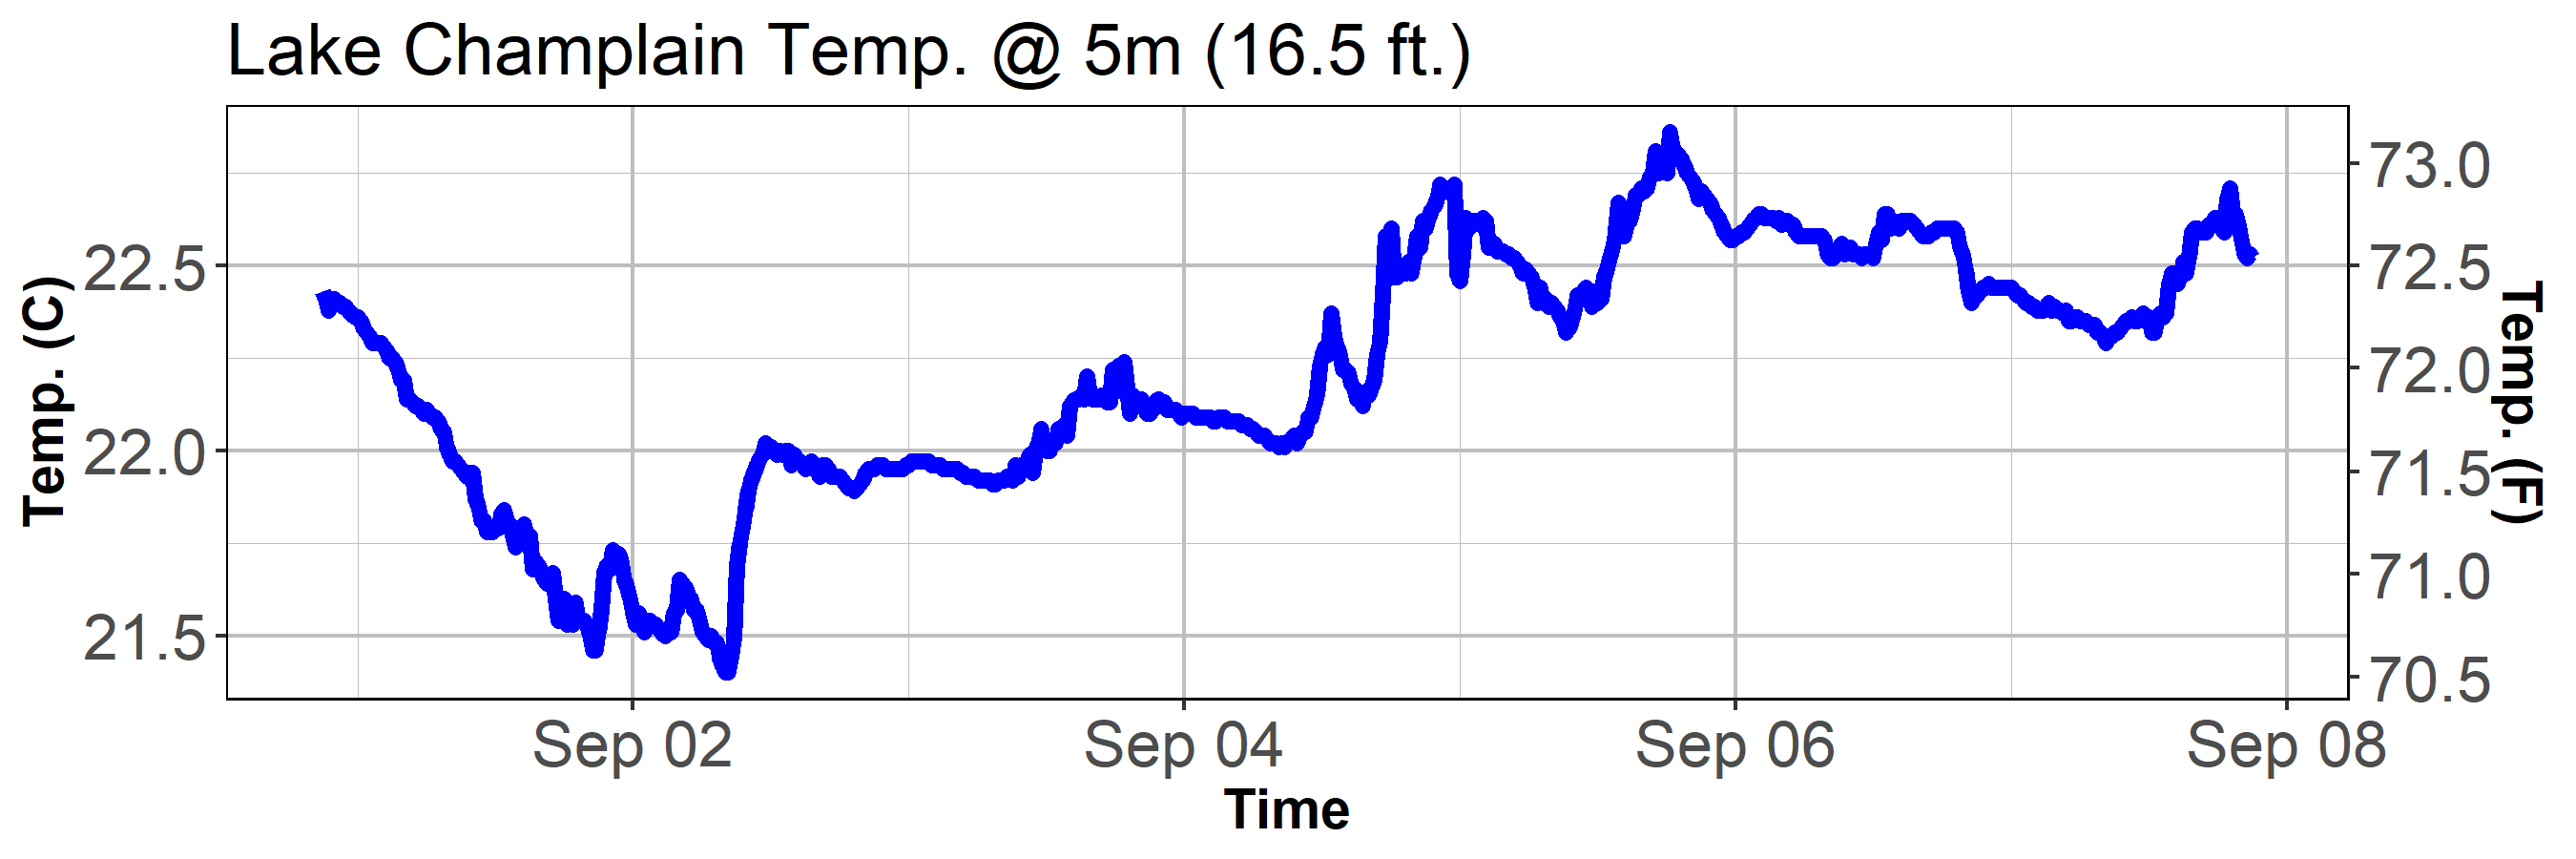 Lake Champlain Temp. @ 5m (16.5 ft.)
Temp. (C)
22.5
22.0
21.5
73.0
72.5
72.0
71.5
71.0
70.5
Temp. (F)
Sep 02 Sep 04 Sep 06 Sep 08
Time